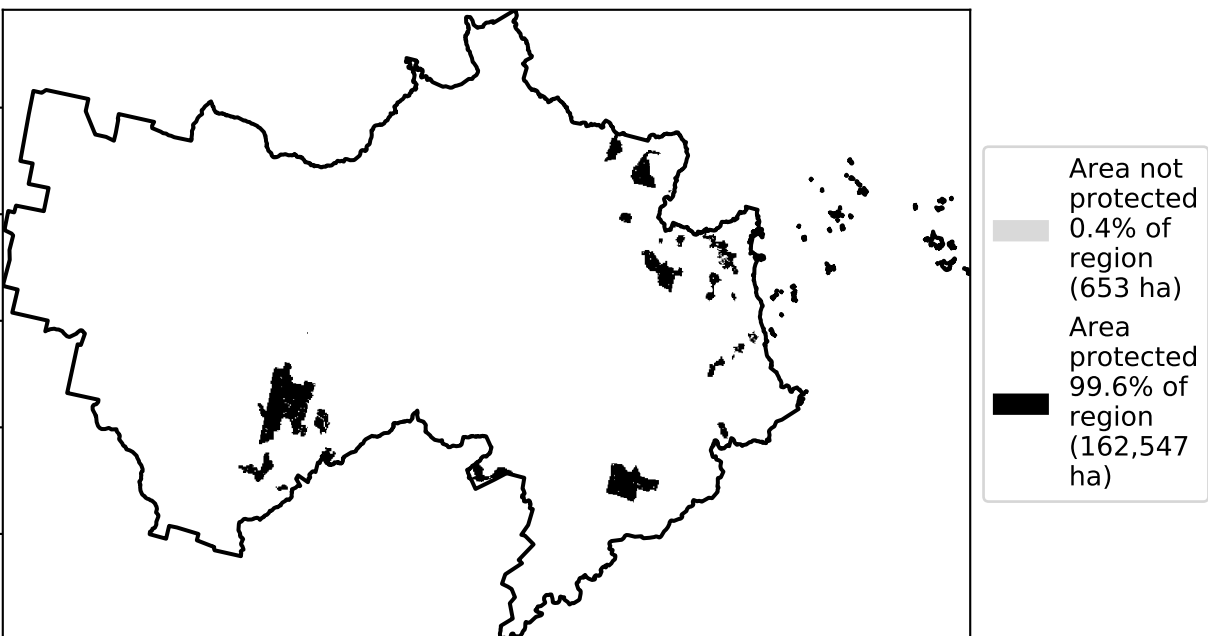 Area not
protected
0.4% of
region
(653 ha)
Area
protected
99.6% of
region
(162,547
ha)